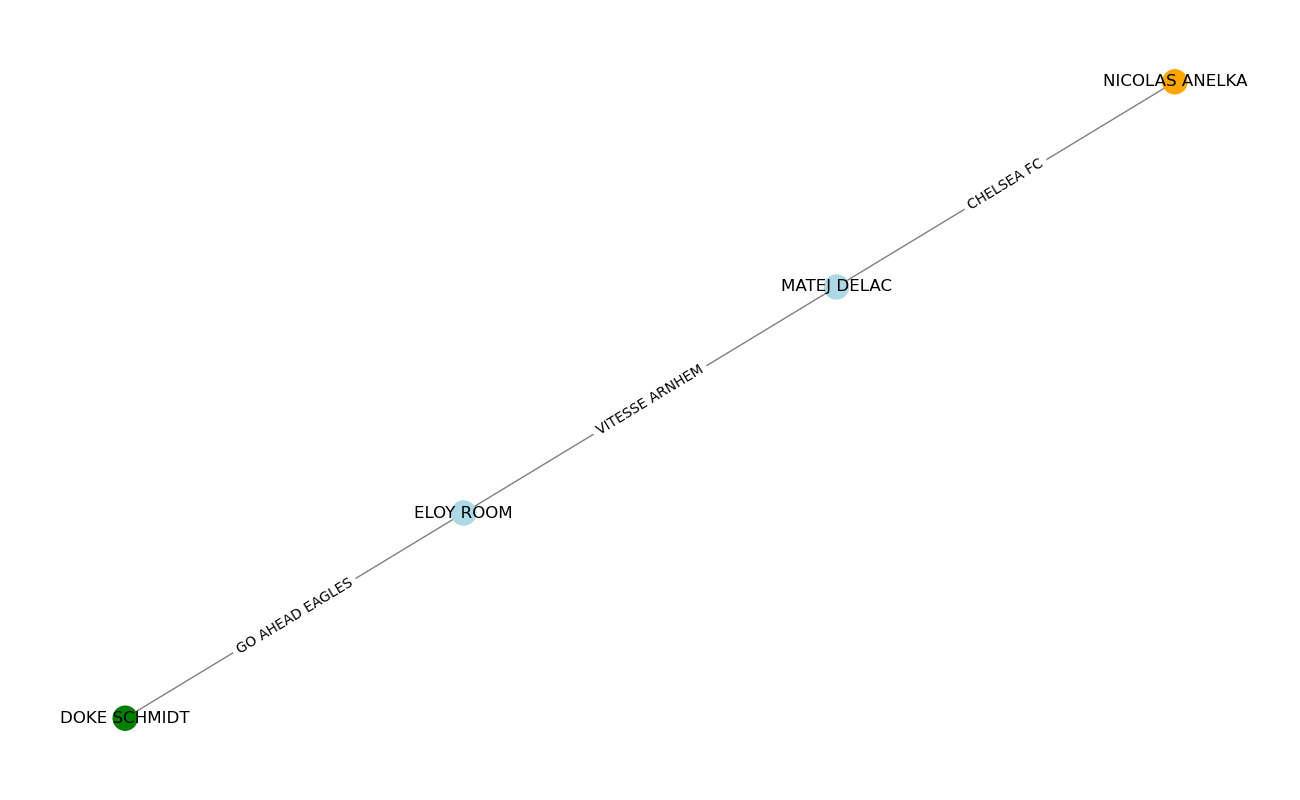 NICOLAS ANELKA
CHELSEA FC
MATEJ DELAC
VITESSE ARNHEM
ELOY ROOM
GO AHEAD EAGLES
DOKE SCHMIDT